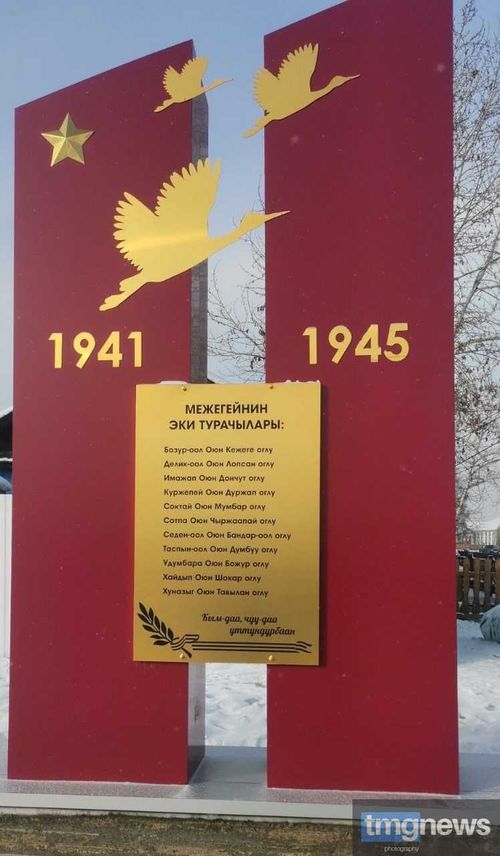 1941
1945
МЕЖЕГЕЙНИН
ЭКИ ТУРАЧЫЛАРЫ:
Бозур-оол Оюн Кежеге оглу
Делик-оол Оюн Лопсан оглу
Имажап Оюн Дончут оглу
Куржепей Оюн Дуржап оглу
Соктай Оюн Мумбар оглу
Сотпа Оюн Чыржаапай оглу
Седен-оол Оюн Бандар-оол оглу
Таспын-оол Оюн Думбуу оглу
Удумбара Оюн Божур оглу
Хайдып Оюн Шокар оглу
Хуназыг Оюн Тавылан оглу
Кым-даа, чуу-даа
уттундурбаан
tmgnews
photography